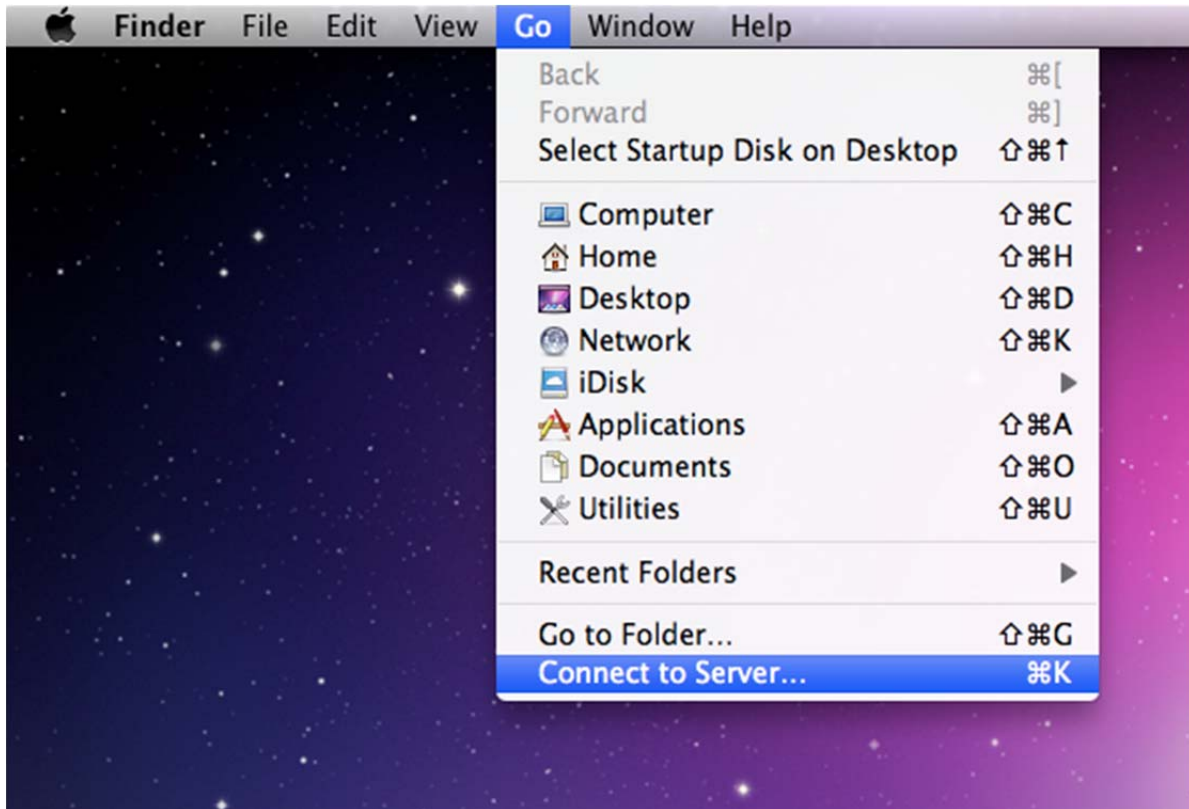 Finder File Edit View Go Window Help
Back ⌘[
Forward ⌘]
Select Startup Disk on Desktop ⇧⌘↑
Computer ⇧⌘C
Home ⇧⌘H
Desktop ⇧⌘D
Network ⇧⌘K
iDisk ▶
Applications ⇧⌘A
Documents ⇧⌘O
Utilities ⇧⌘U
Recent Folders ▶
Go to Folder... ⇧⌘G
Connect to Server... ⌘K